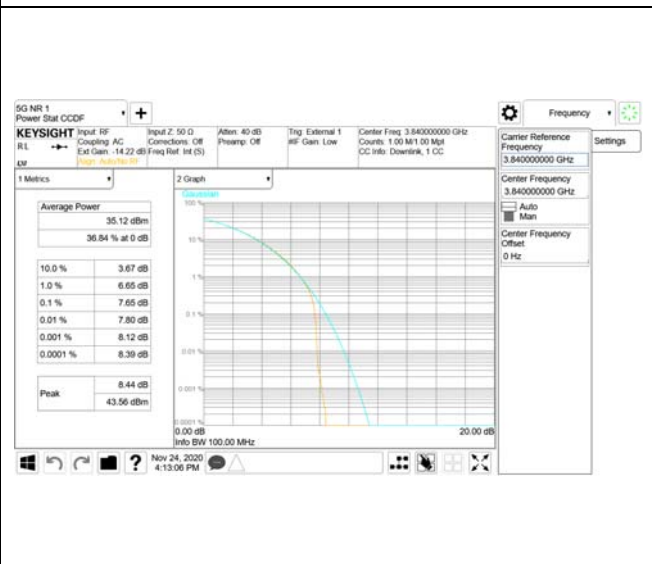 5G NR 1
Power Stat CCDF
KEYSIGHT
RL
Input: RF
Coupling: AC
Ext Gain: -14.22 dB
Align: Auto/No RF
Input Z: 50 Ω
Corrections: Off
Freq Ref: Int (S)
Atten: 40 dB
Preamp: Off
Trig: External 1
#IF Gain: Low
Center Freq: 3.840000000 GHz
Counts: 1.00 M/1.00 Mpt
CC Info: Downlink, 1 CC
1 Metrics
Average Power
35.12 dBm
36.84 % at 0 dB
10.0 % 3.67 dB
1.0 % 6.65 dB
0.1 % 7.65 dB
0.01 % 7.80 dB
0.001 % 8.12 dB
0.0001 % 8.39 dB
Peak
8.44 dB
43.56 dBm
2 Graph
Gaussian
100 %
10 %
1 %
0.1 %
0.01 %
0.001 %
0.0001 %
0.00 dB
20.00 dB
Info BW 100.00 MHz
Frequency
Settings
Carrier Reference
Frequency
3.840000000 GHz
Center Frequency
3.840000000 GHz
Auto
Man
Center Frequency
Offset
0 Hz
?
Nov 24, 2020
4:13:06 PM